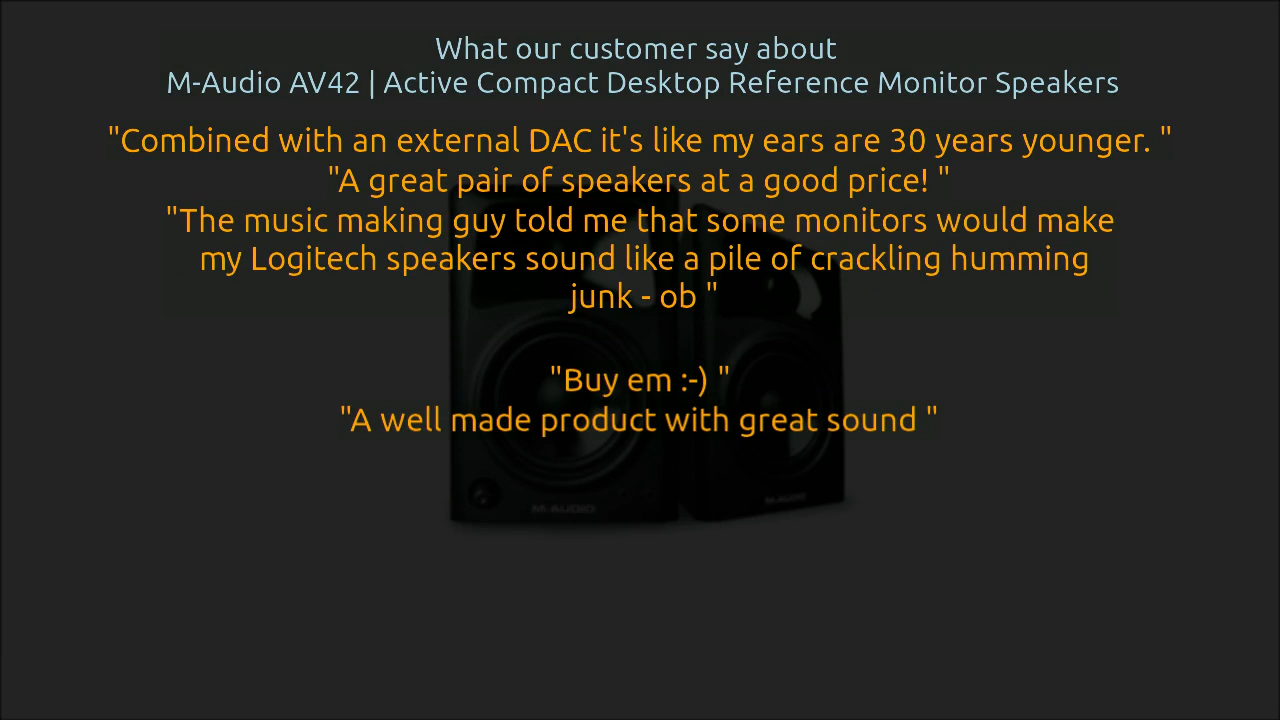 What our customer say about
M-Audio AV42 | Active Compact Desktop Reference Monitor Speakers
"Combined with an external DAC it's like my ears are 30 years younger. "
"A great pair of speakers at a good price! "
"The music making guy told me that some monitors would make
my Logitech speakers sound like a pile of crackling humming
junk - ob "
"Buy em :-) "
"A well made product with great sound "
M-AUDIO
M-AUDIO